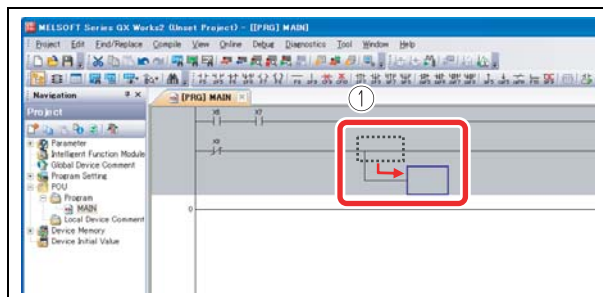 MELSOFT Series GX Works2 (Unset Project) - [[PRG] MAIN]
Project Edit Find/Replace Compile View Online Debug Diagnostics Tool Window Help
Navigation
[PRG] MAIN
①
Project
X6 X7
Parameter
Intelligent Function Module
Global Device Comment
Program Setting
POU
Program
MAIN
Local Device Comment
Device Memory
Device Initial Value
0